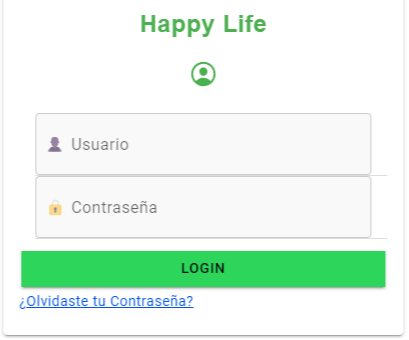 Happy Life
Usuario
Contraseña
LOGIN
¿Olvidaste tu Contraseña?